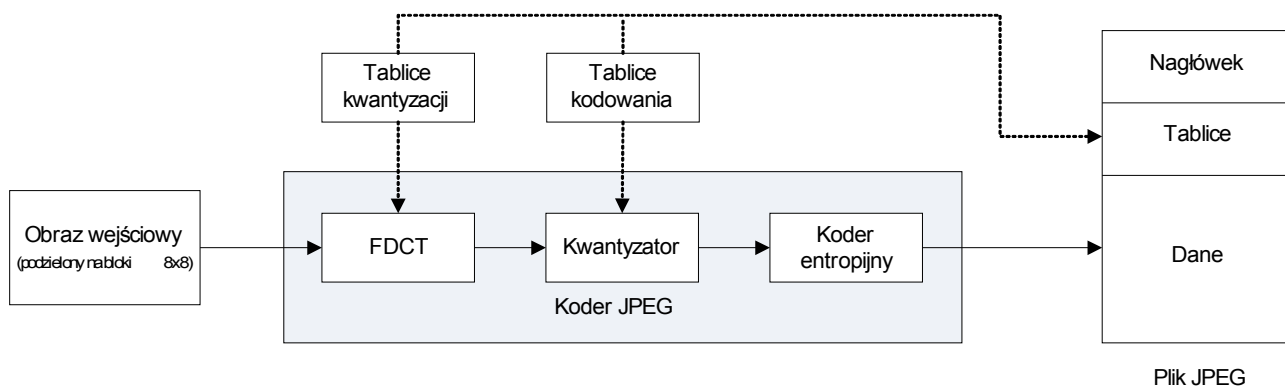 Tablice
kwantyzacji
Tablice
kodowania
Nagłówek
Tablice
Obraz wejściowy
(podzielony na bloki 8x8)
FDCT
Kwantyzator
Koder
entropijny
Dane
Koder JPEG
Plik JPEG